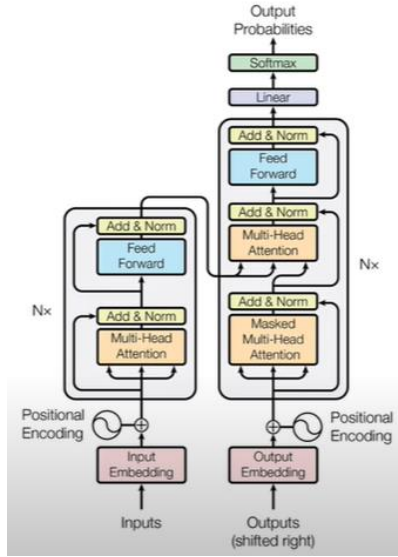 Output
Probabilities
Softmax
Linear
Add & Norm
Feed
Forward
Add & Norm
Multi-Head
Attention
Nx
Add & Norm
Masked
Multi-Head
Attention
Add & Norm
Feed
Forward
Nx
Add & Norm
Multi-Head
Attention
Positional
Encoding
Positional
Encoding
Input
Embedding
Output
Embedding
Inputs
Outputs
(shifted right)